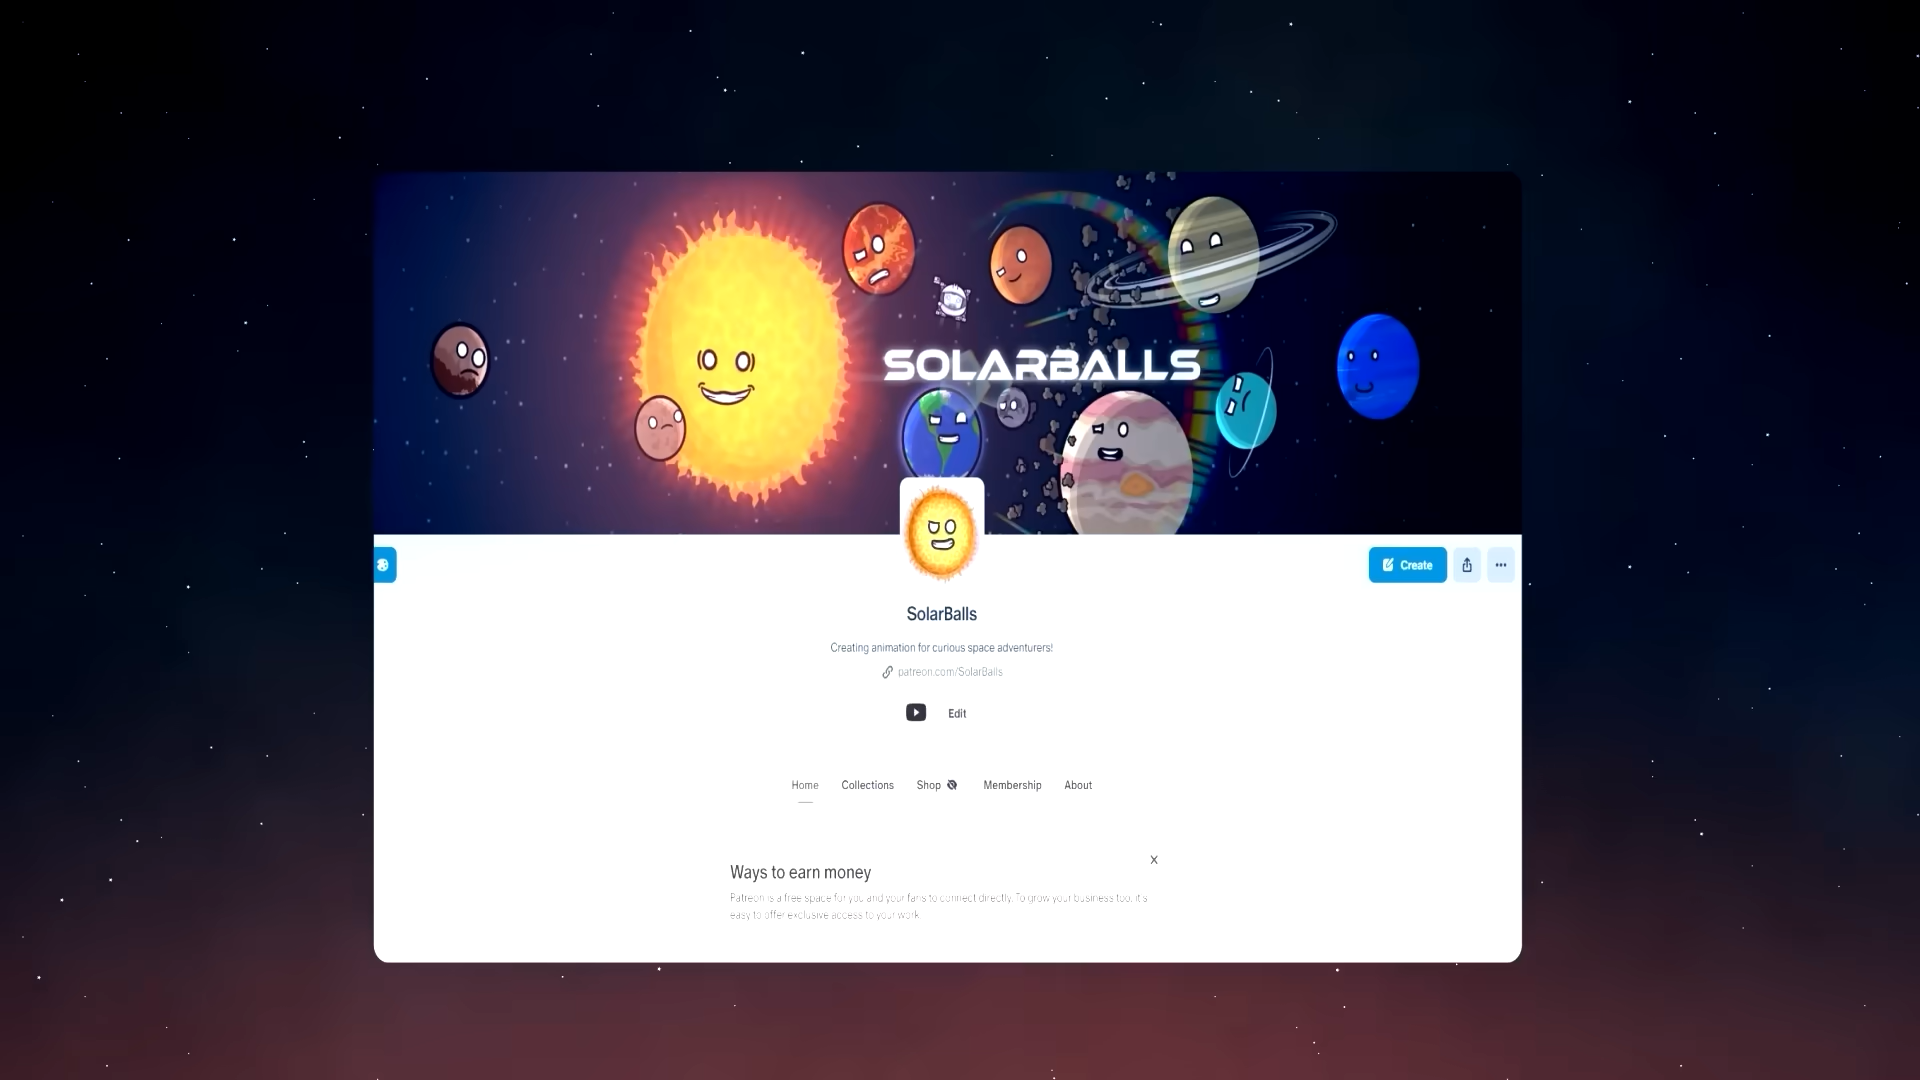 SOLARBALLS
Create
SolarBalls
Creating animation for curious space adventurers!
patreon.com/SolarBalls
Edit
Home Collections Shop Membership About
Ways to earn money
Patreon is a free space for you and your fans to connect directly. To grow your business too, it's
easy to offer exclusive access to your work.